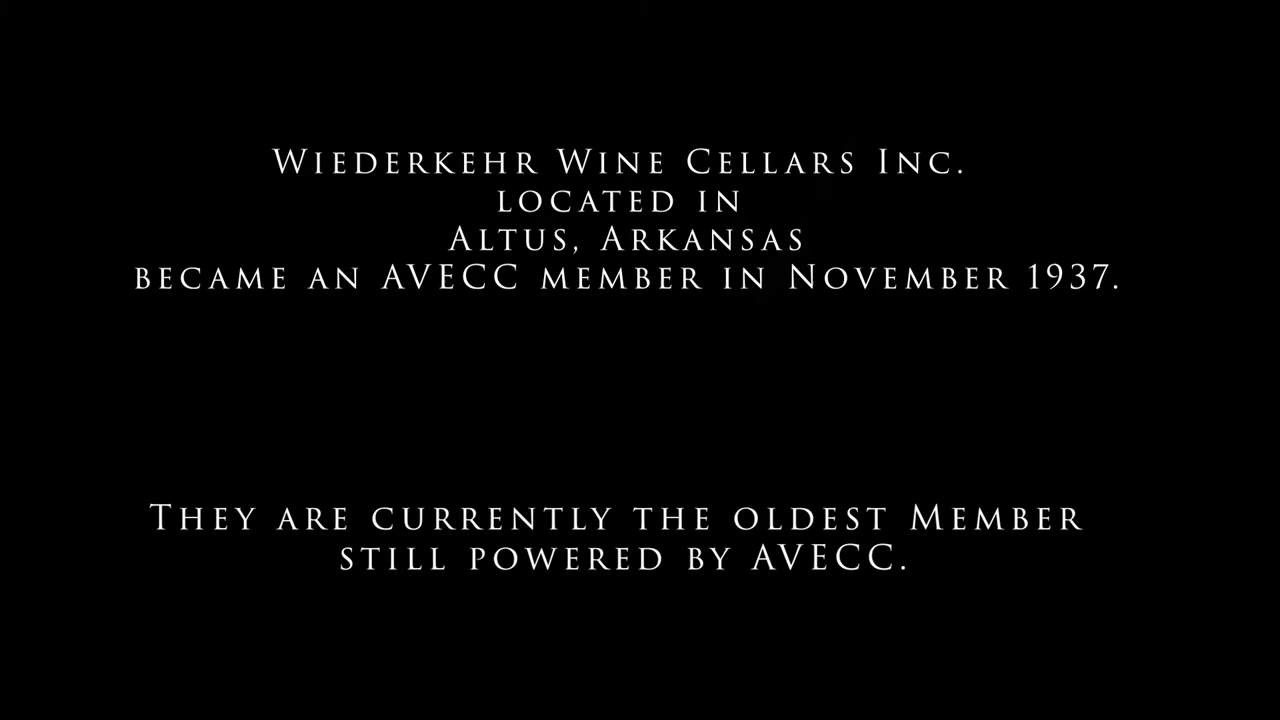 Wiederkehr Wine Cellars Inc.
located in
Altus, Arkansas
became an AVECC member in November 1937.
They are currently the oldest Member
still powered by AVECC.